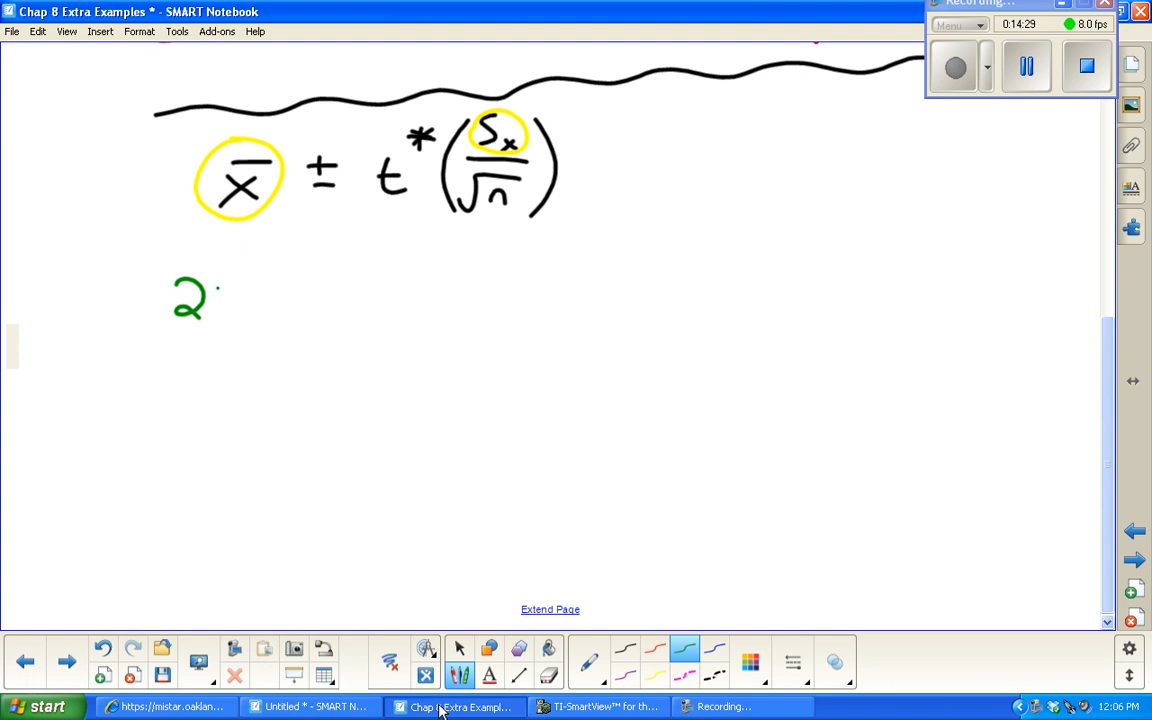 Chap 8 Extra Examples * - SMART Notebook
Recording...
File Edit View Insert Format Tools Add-ons Help
Menu 0:14:29 8.0 fps
x̄ ± t* (Sx/√n)
2
Extend Page
start https://mistar.oaklan... Untitled * - SMART N... Chap 8 Extra Exampl... TI-SmartView™ for th... Recording... 12:06 PM